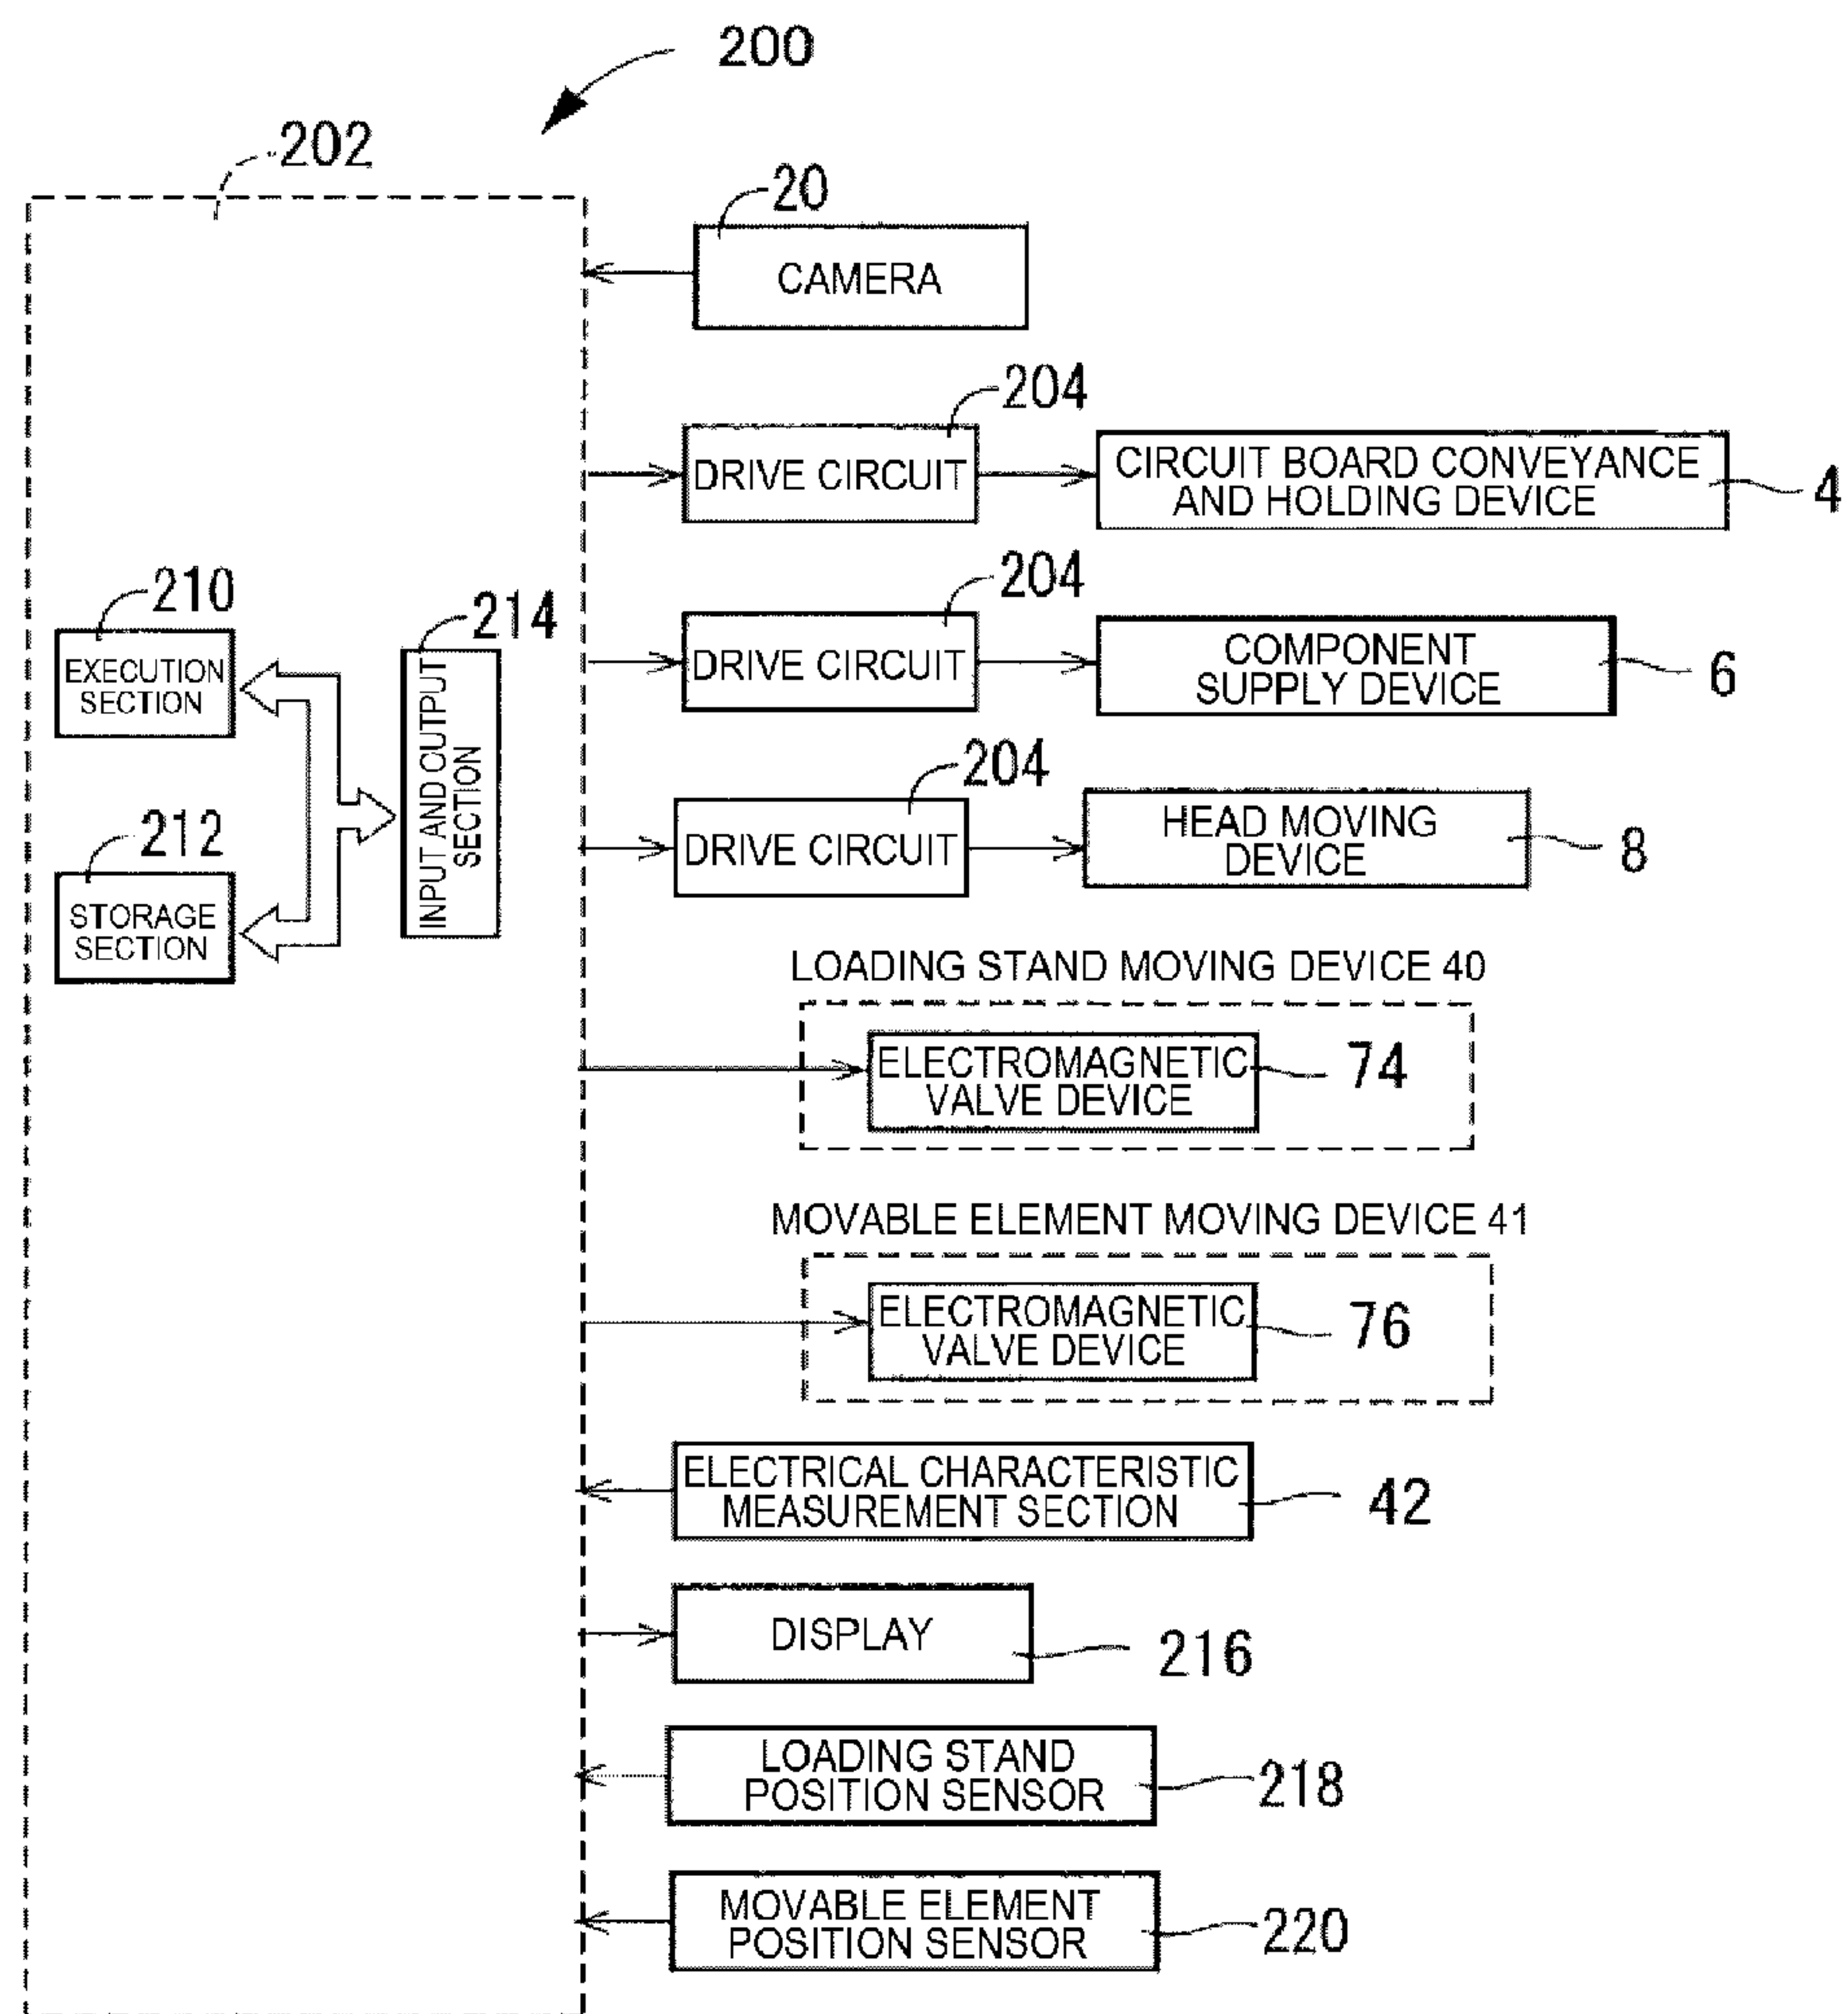 200
202
20
CAMERA
204
DRIVE CIRCUIT
CIRCUIT BOARD CONVEYANCE
AND HOLDING DEVICE
4
204
DRIVE CIRCUIT
COMPONENT
SUPPLY DEVICE
6
210
EXECUTION
SECTION
214
INPUT AND OUTPUT
SECTION
212
STORAGE
SECTION
204
DRIVE CIRCUIT
HEAD MOVING
DEVICE
8
LOADING STAND MOVING DEVICE 40
ELECTROMAGNETIC
VALVE DEVICE
74
MOVABLE ELEMENT MOVING DEVICE 41
ELECTROMAGNETIC
VALVE DEVICE
76
ELECTRICAL CHARACTERISTIC
MEASUREMENT SECTION
42
DISPLAY
216
LOADING STAND
POSITION SENSOR
218
MOVABLE ELEMENT
POSITION SENSOR
220